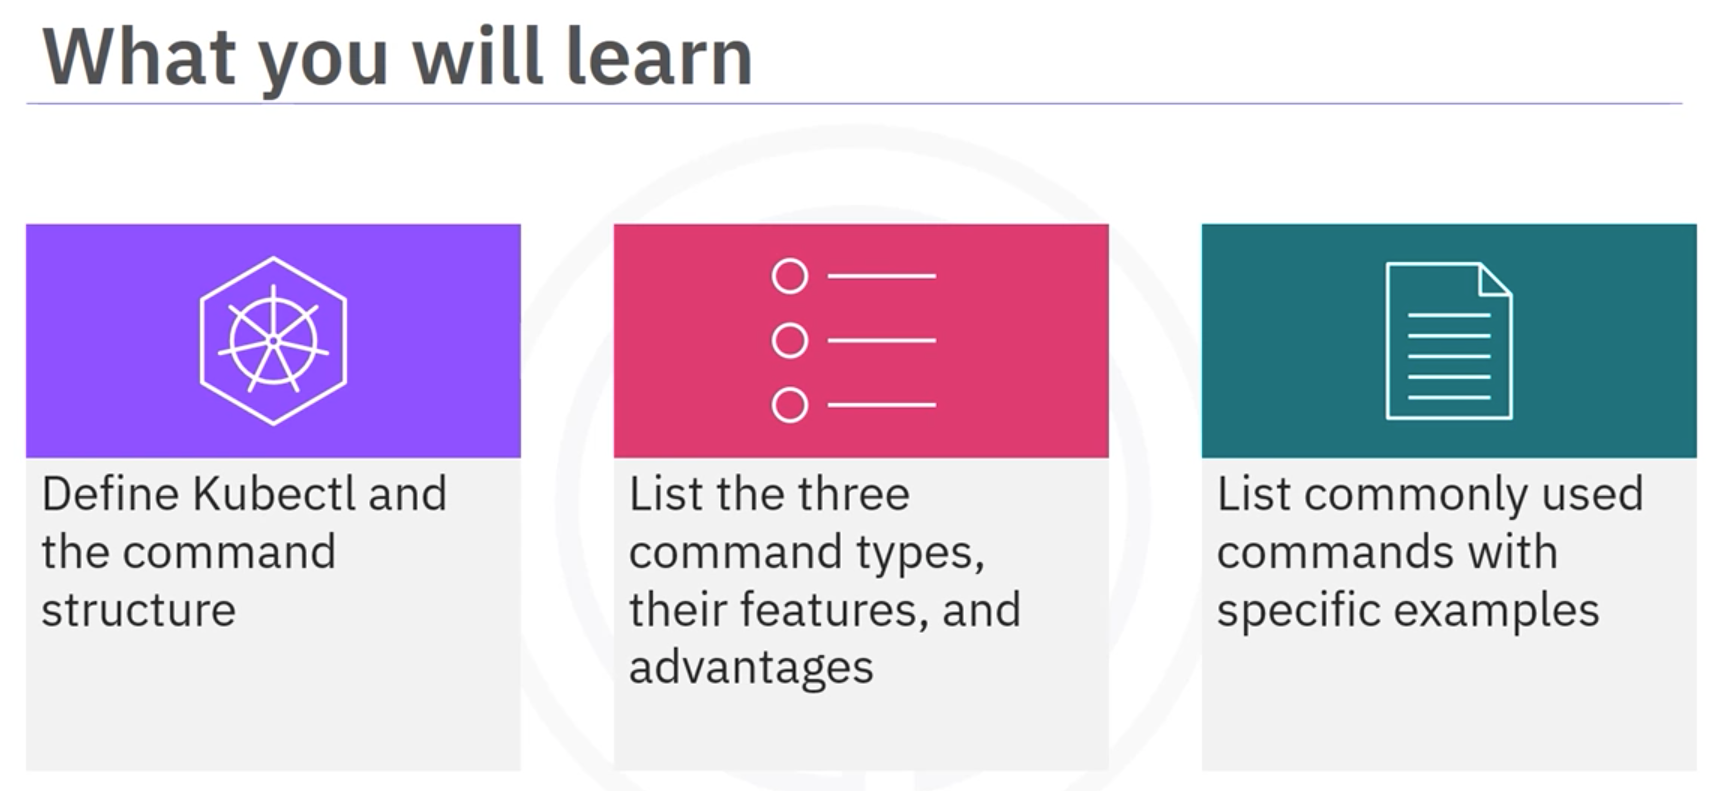 What you will learn
Define Kubectl and
the command
structure
List the three
command types,
their features, and
advantages
List commonly used
commands with
specific examples